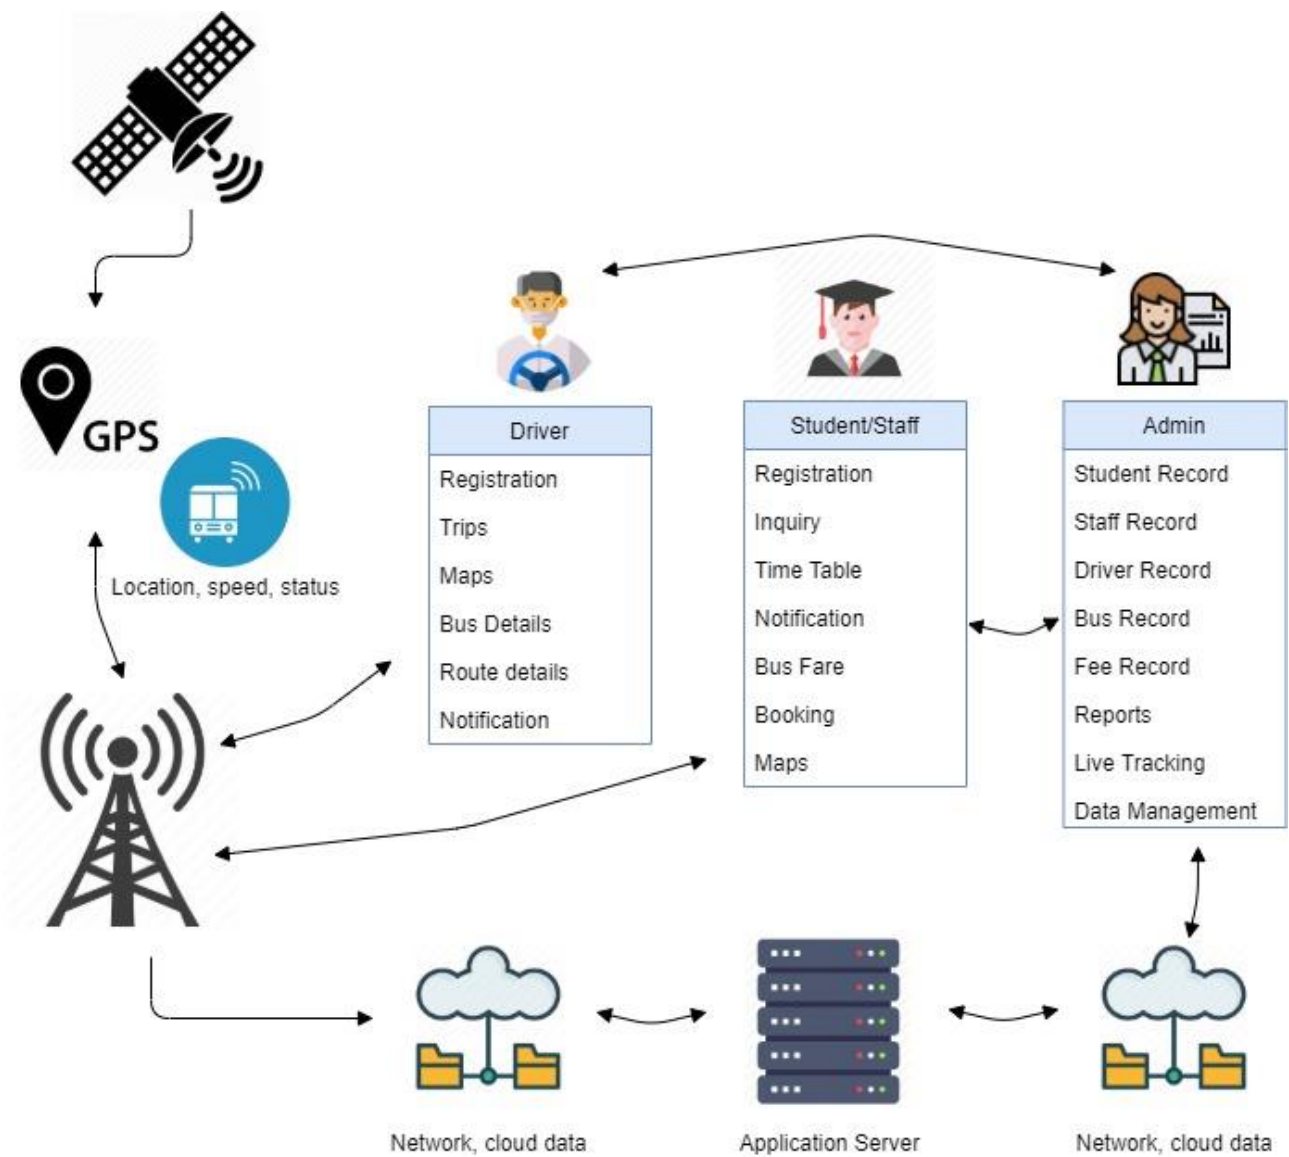 GPS
Location, speed, status
Driver
Registration
Trips
Maps
Bus Details
Route details
Notification
Student/Staff
Registration
Inquiry
Time Table
Notification
Bus Fare
Booking
Maps
Admin
Student Record
Staff Record
Driver Record
Bus Record
Fee Record
Reports
Live Tracking
Data Management
Network, cloud data
Application Server
Network, cloud data